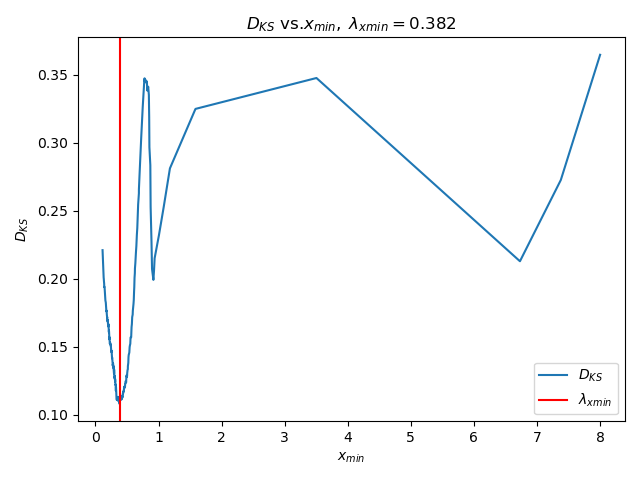 D_KS vs.x_min, λ_xmin = 0.382
D_KS
0.35
0.30
0.25
0.20
0.15
0.10
0 1 2 3 4 5 6 7 8
x_min
D_KS
λ_xmin